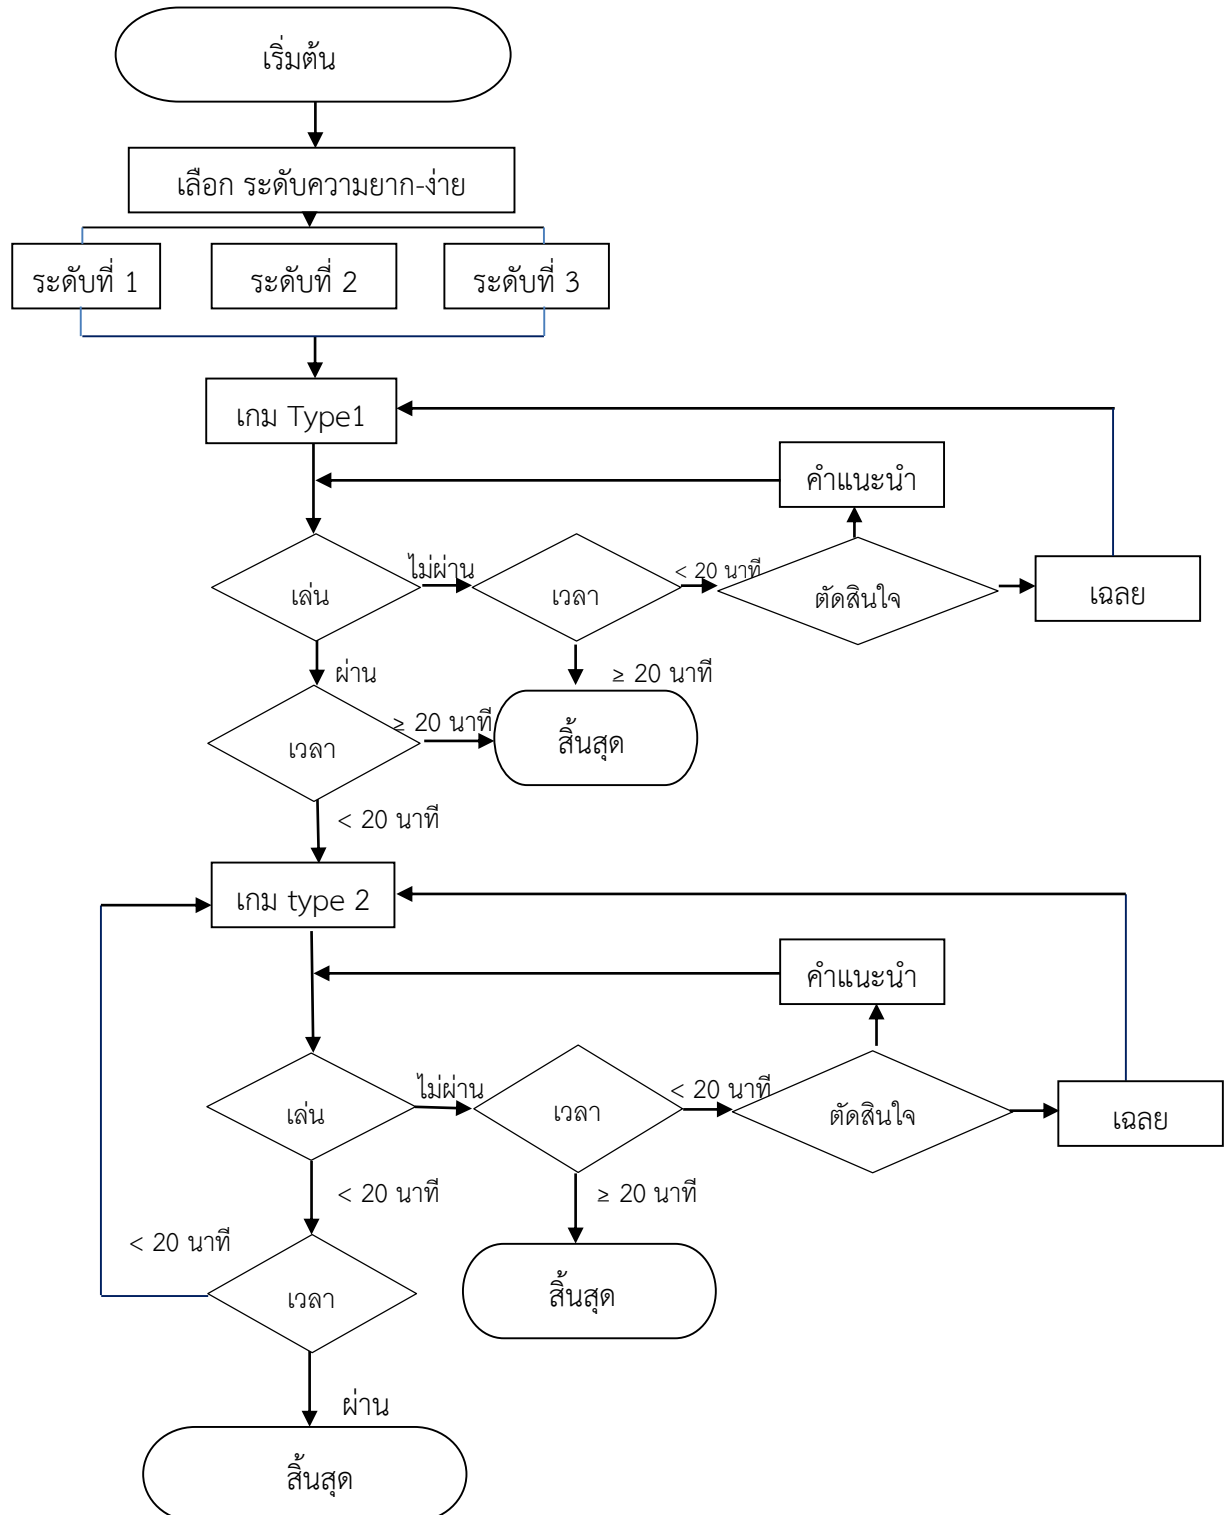 เริ่มต้น
เลือก ระดับความยาก-ง่าย
ระดับที่ 1
ระดับที่ 2
ระดับที่ 3
เกม Type1
คำแนะนำ
ไม่ผ่าน
< 20 นาที
เล่น
เวลา
ตัดสินใจ
เฉลย
ผ่าน
≥ 20 นาที
≥ 20 นาที
สิ้นสุด
เวลา
< 20 นาที
เกม type 2
คำแนะนำ
ไม่ผ่าน
< 20 นาที
เล่น
เวลา
ตัดสินใจ
เฉลย
< 20 นาที
≥ 20 นาที
< 20 นาที
เวลา
สิ้นสุด
ผ่าน
สิ้นสุด